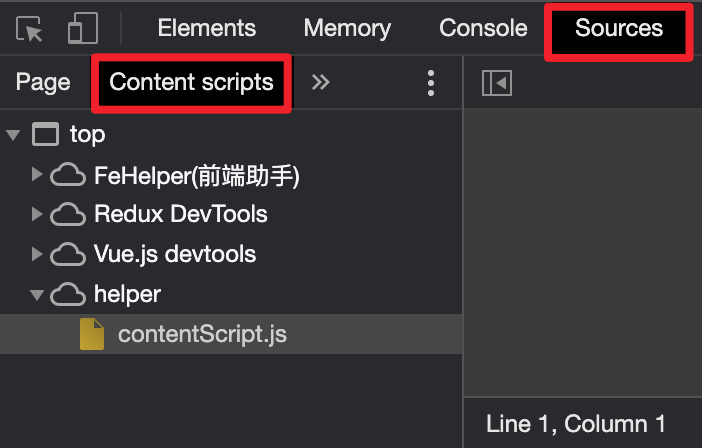 Elements Memory Console Sources
Page Content scripts »
top
FeHelper(前端助手)
Redux DevTools
Vue.js devtools
helper
contentScript.js
Line 1, Column 1